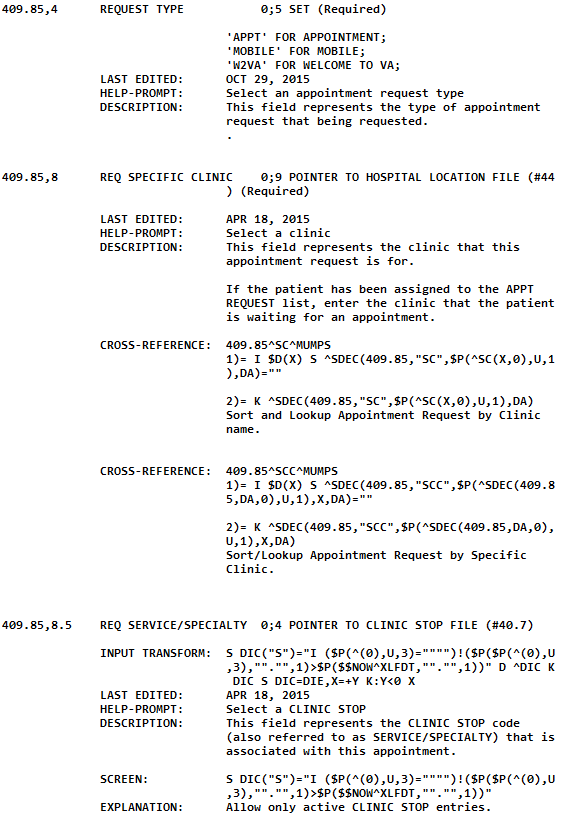 409.85,4      REQUEST TYPE           0;5 SET (Required)
'APPT' FOR APPOINTMENT;
'MOBILE' FOR MOBILE;
'W2VA' FOR WELCOME TO VA;
LAST EDITED:      OCT 29, 2015
HELP-PROMPT:      Select an appointment request type
DESCRIPTION:      This field represents the type of appointment
request that being requested.
.
409.85,8      REQ SPECIFIC CLINIC    0;9 POINTER TO HOSPITAL LOCATION FILE (#44
) (Required)
LAST EDITED:      APR 18, 2015
HELP-PROMPT:      Select a clinic
DESCRIPTION:      This field represents the clinic that this
appointment request is for.
If the patient has been assigned to the APPT
REQUEST list, enter the clinic that the patient
is waiting for an appointment.
CROSS-REFERENCE:  409.85^SC^MUMPS
1)= I $D(X) S ^SDEC(409.85,"SC",$P(^SC(X,0),U,1
),DA)=""
2)= K ^SDEC(409.85,"SC",$P(^SC(X,0),U,1),DA)
Sort and Lookup Appointment Request by Clinic
name.
CROSS-REFERENCE:  409.85^SCC^MUMPS
1)= I $D(X) S ^SDEC(409.85,"SCC",$P(^SDEC(409.8
5,DA,0),U,1),X,DA)=""
2)= K ^SDEC(409.85,"SCC",$P(^SDEC(409.85,DA,0),
U,1),X,DA)
Sort/Lookup Appointment Request by Specific
Clinic.
409.85,8.5    REQ SERVICE/SPECIALTY  0;4 POINTER TO CLINIC STOP FILE (#40.7)
INPUT TRANSFORM:  S DIC("S")="I ($P(^(0),U,3)="""")!($P($P(^(0),U
,3),""."",1)>$P($$NOW^XLFDT,""."",1))" D ^DIC K
DIC S DIC=DIE,X=+Y K:Y<0 X
LAST EDITED:      APR 18, 2015
HELP-PROMPT:      Select a CLINIC STOP
DESCRIPTION:      This field represents the CLINIC STOP code
(also referred to as SERVICE/SPECIALTY) that is
associated with this appointment.
SCREEN:           S DIC("S")="I ($P(^(0),U,3)="""")!($P($P(^(0),U
,3),""."",1)>$P($$NOW^XLFDT,""."",1))"
EXPLANATION:      Allow only active CLINIC STOP entries.